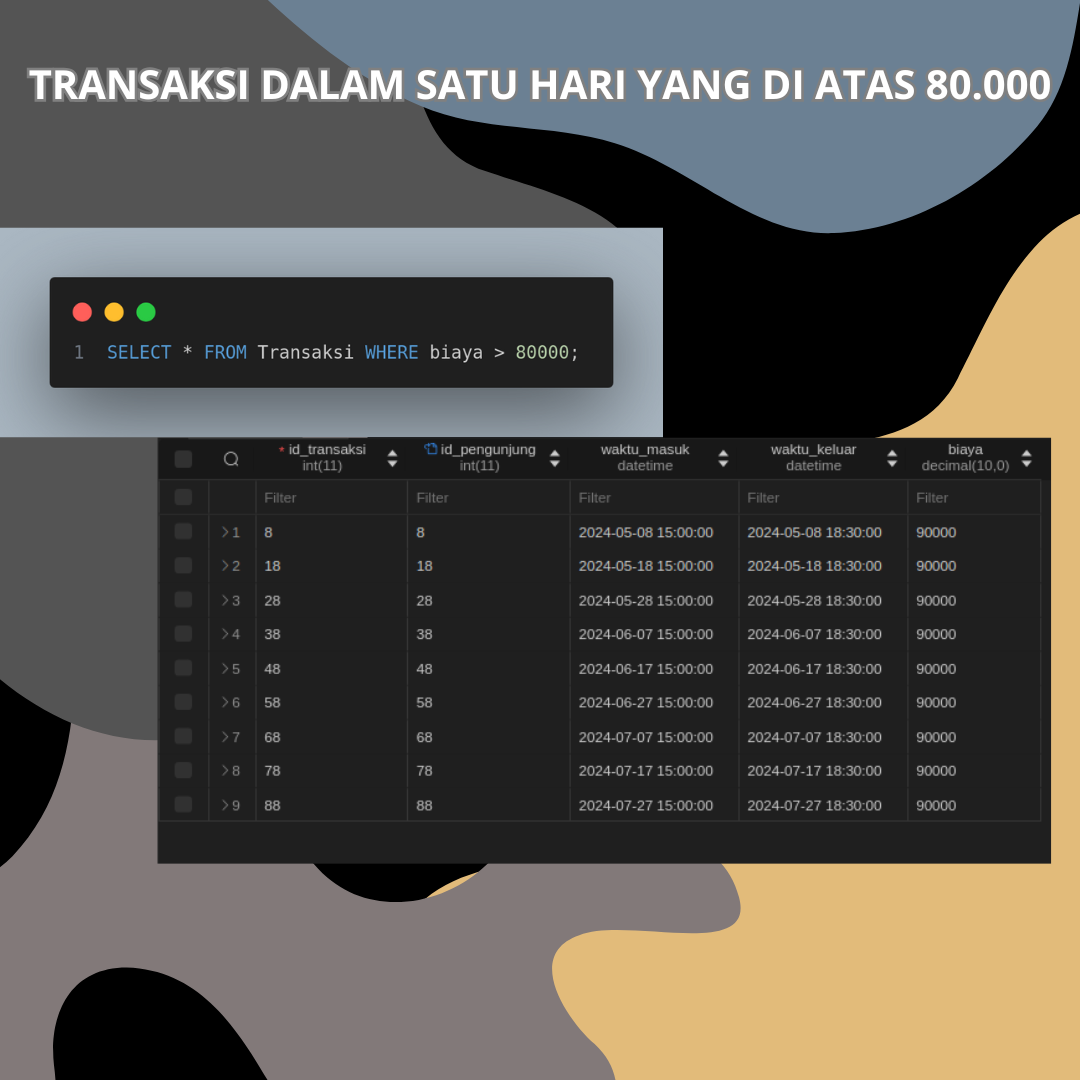 TRANSAKSI DALAM SATU HARI YANG DI ATAS 80.000
1 SELECT * FROM Transaksi WHERE biaya > 80000;
* id_transaksi id_pengunjung waktu_masuk waktu_keluar biaya
int(11) int(11) datetime datetime decimal(10,0)
Filter Filter Filter Filter Filter
1 8 8 2024-05-08 15:00:00 2024-05-08 18:30:00 90000
2 18 18 2024-05-18 15:00:00 2024-05-18 18:30:00 90000
3 28 28 2024-05-28 15:00:00 2024-05-28 18:30:00 90000
4 38 38 2024-06-07 15:00:00 2024-06-07 18:30:00 90000
5 48 48 2024-06-17 15:00:00 2024-06-17 18:30:00 90000
6 58 58 2024-06-27 15:00:00 2024-06-27 18:30:00 90000
7 68 68 2024-07-07 15:00:00 2024-07-07 18:30:00 90000
8 78 78 2024-07-17 15:00:00 2024-07-17 18:30:00 90000
9 88 88 2024-07-27 15:00:00 2024-07-27 18:30:00 90000